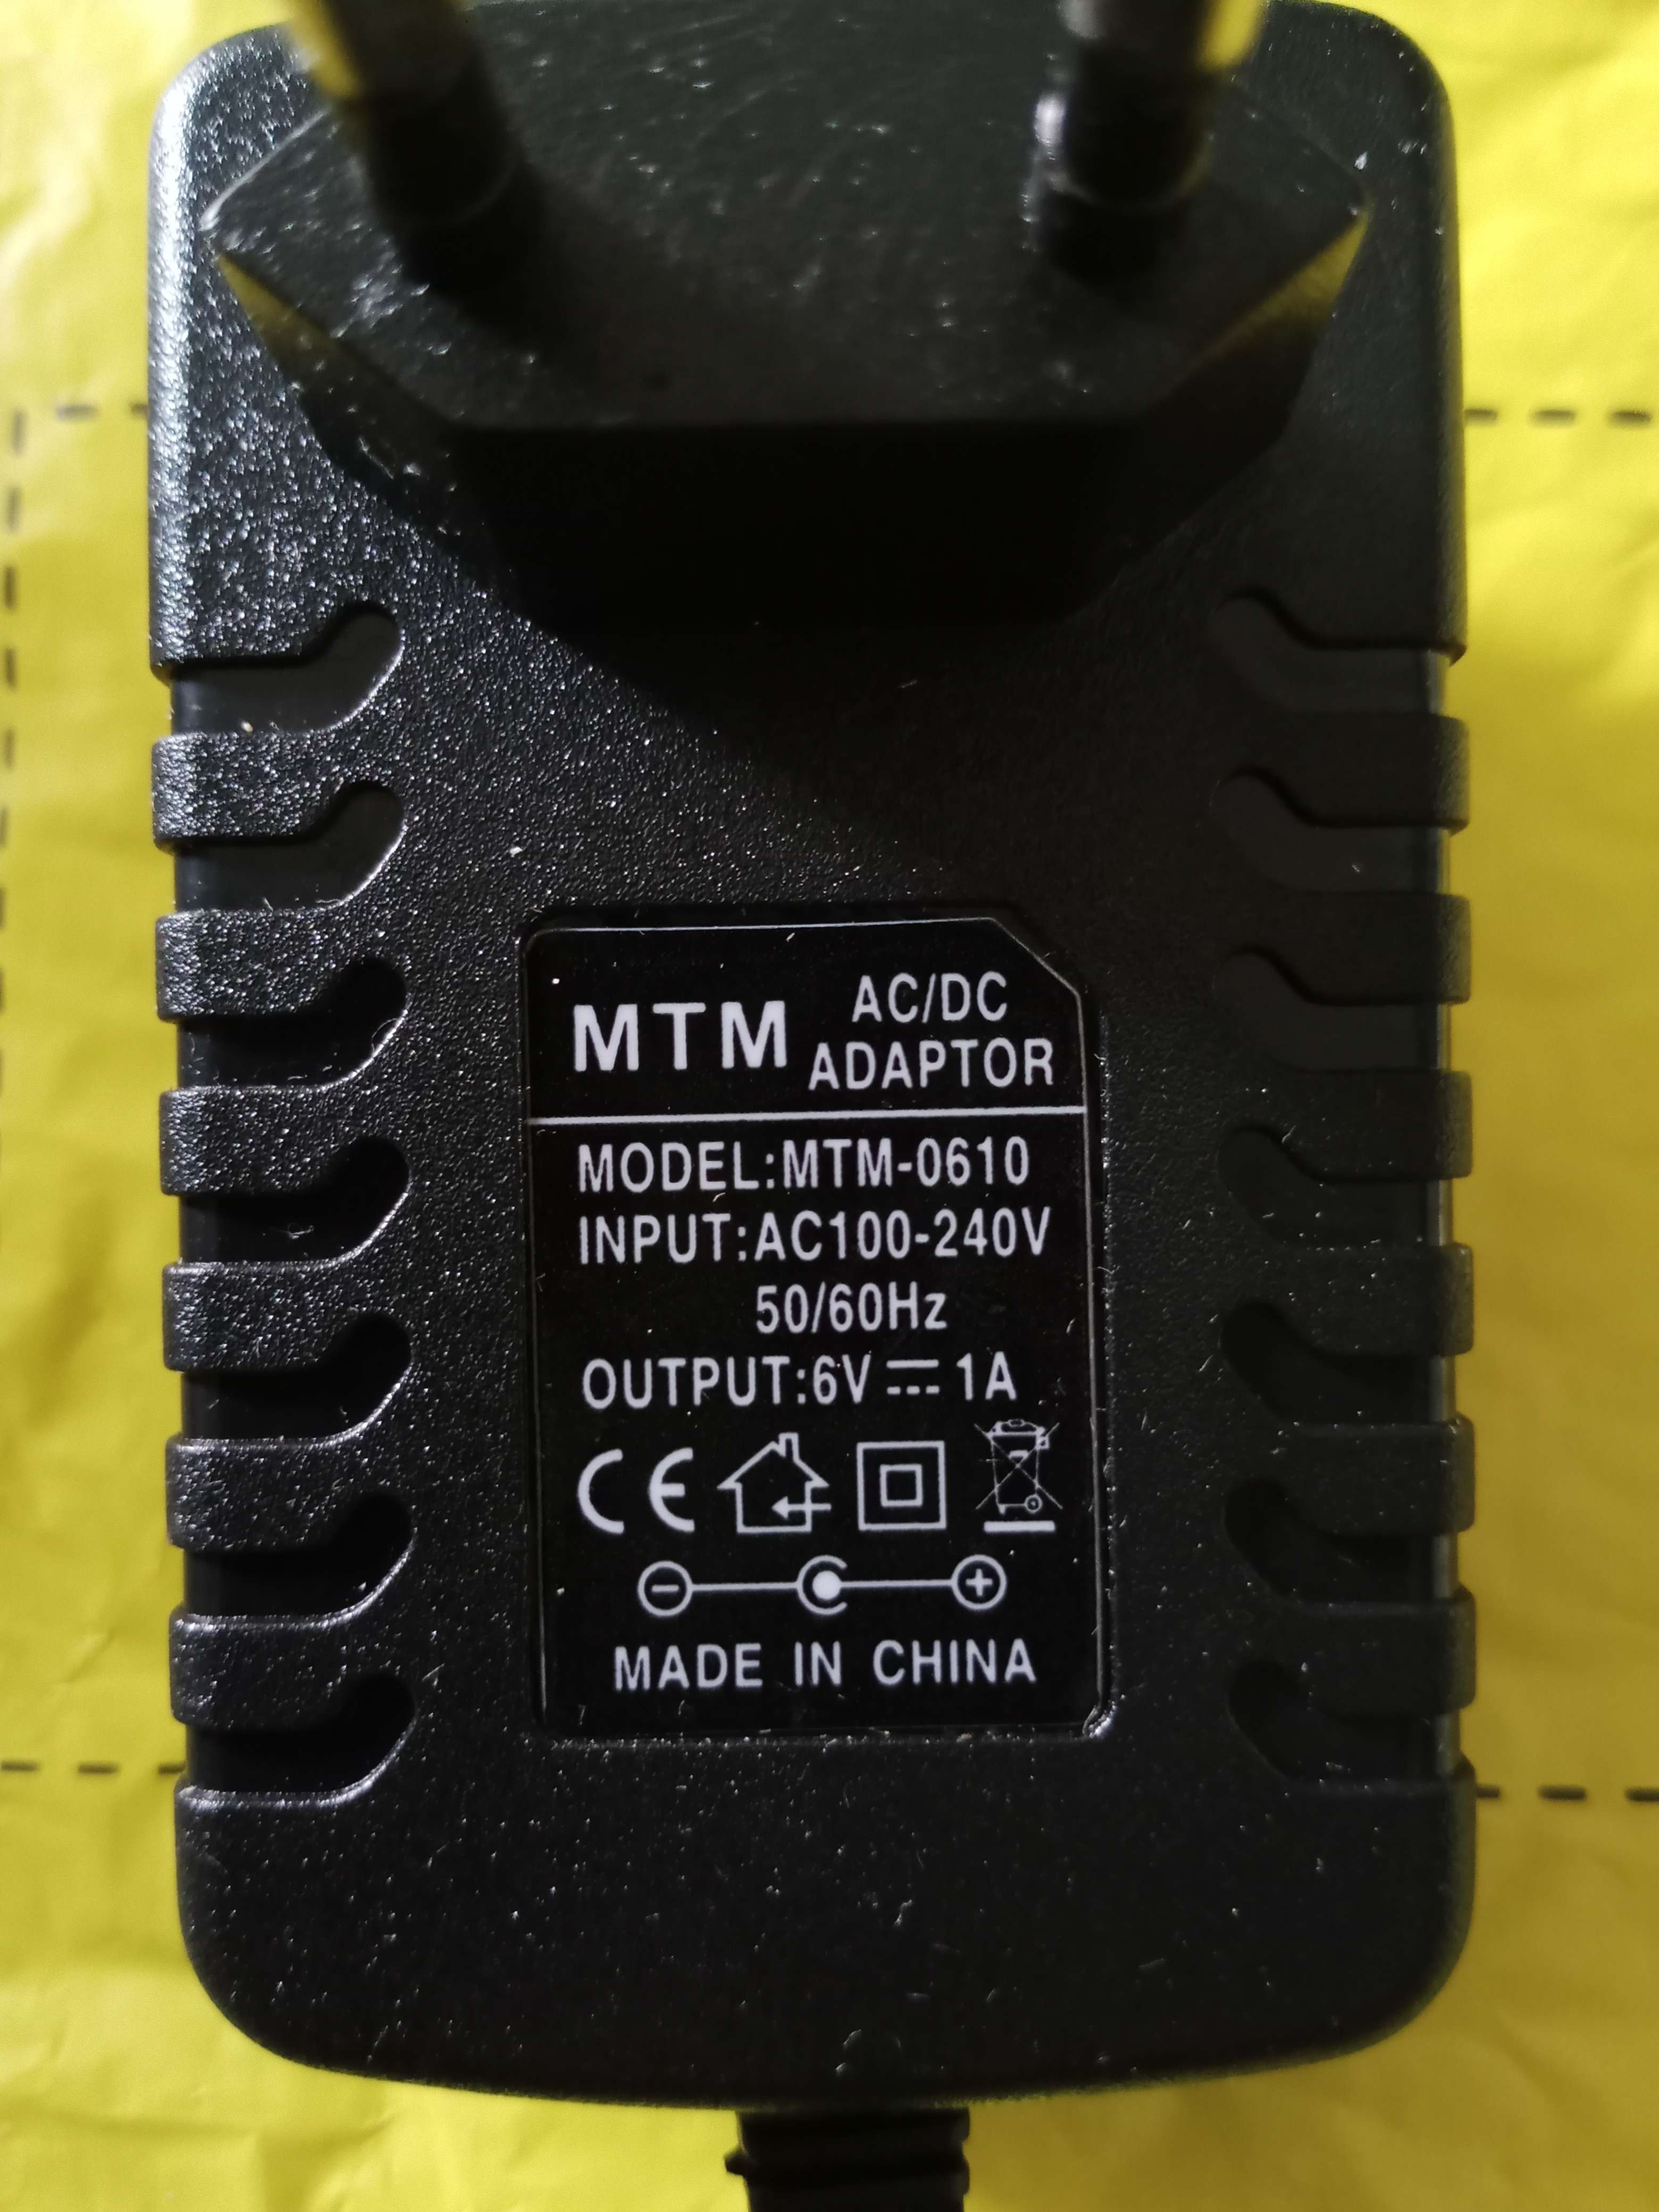 MTM AC/DC
ADAPTOR
MODEL:MTM-0610
INPUT:AC100-240V
50/60Hz
OUTPUT:6V ⎓ 1A
CE
MADE IN CHINA